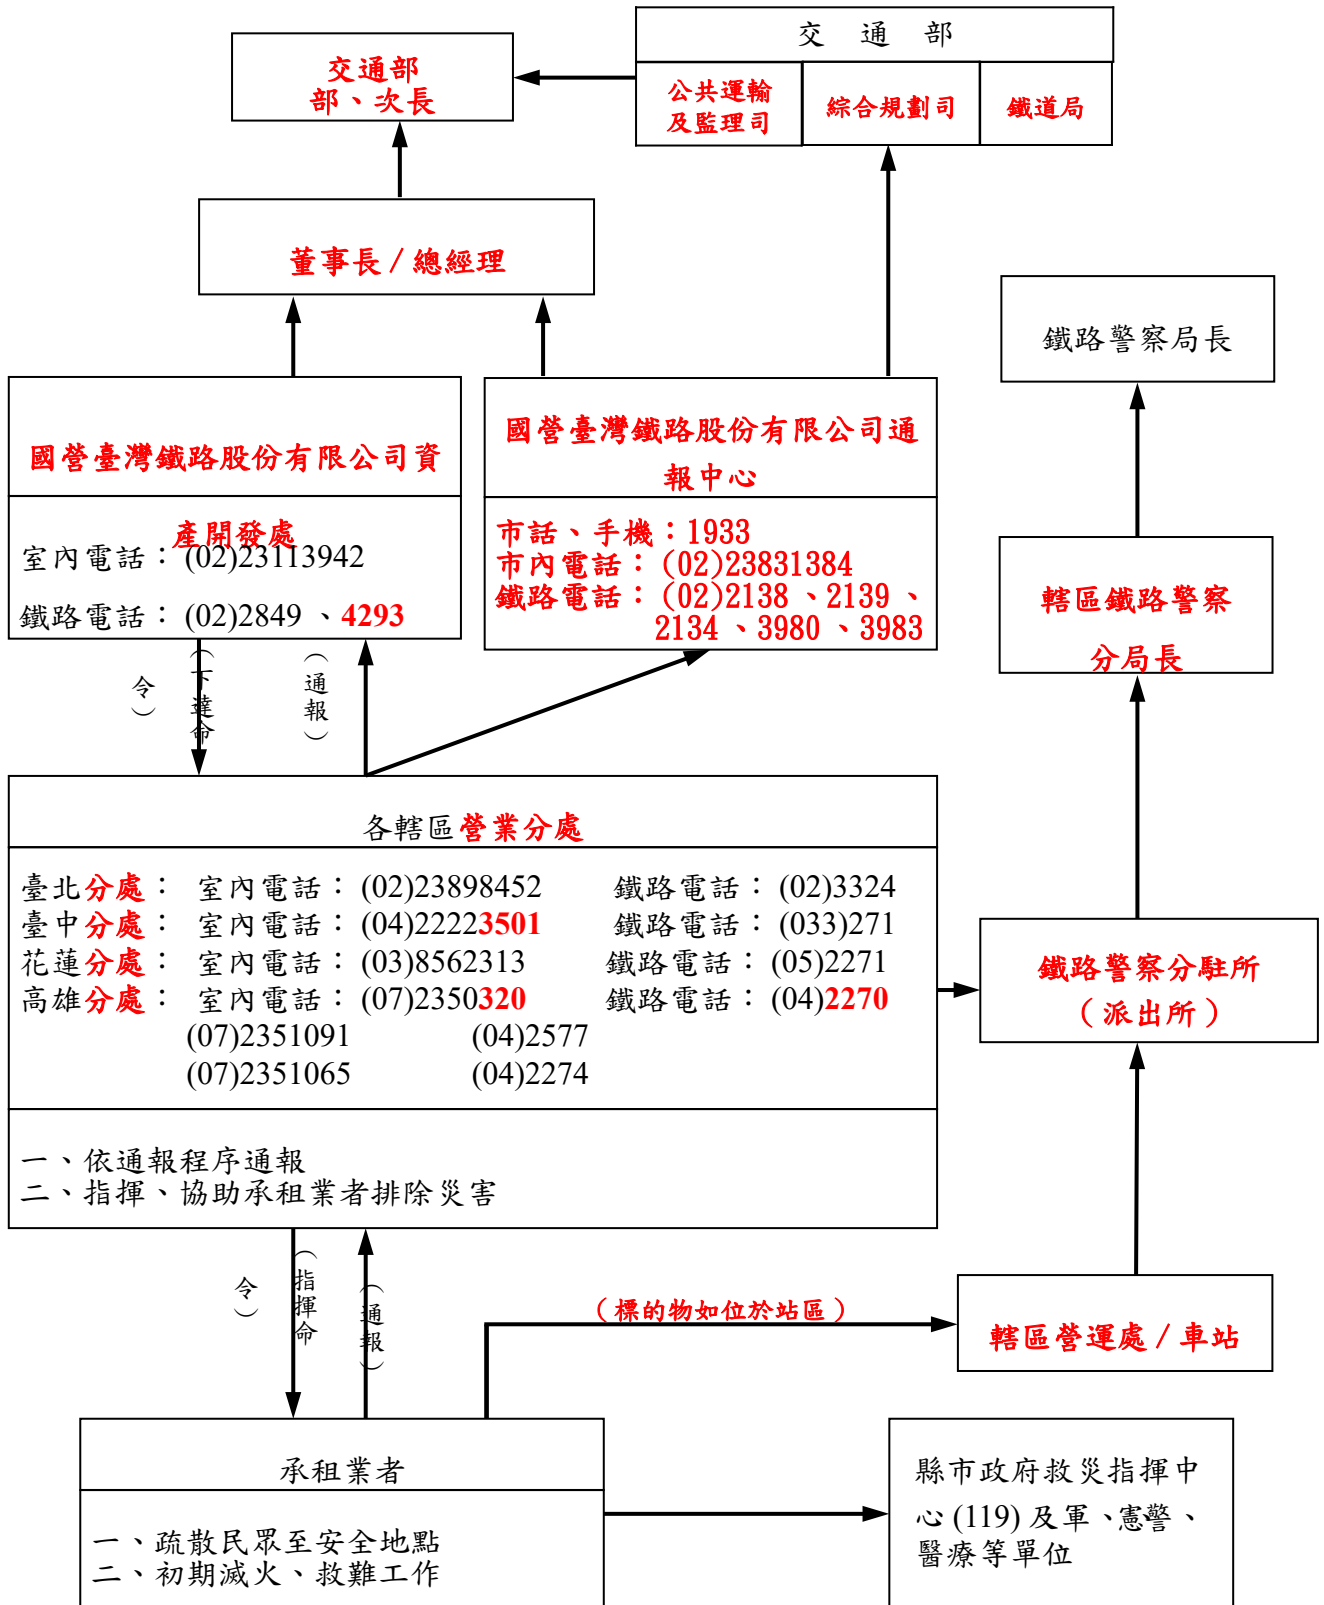 交 通 部
公共運輸
及監理司
綜合規劃司
鐵道局
交通部
部、次長
董事長/總經理
鐵路警察局長
國營臺灣鐵路股份有限公司資
產開發處
室內電話：(02)23113942
鐵路電話：(02)2849、4293
國營臺灣鐵路股份有限公司通
報中心
市話、手機：1933
市內電話：(02)23831384
鐵路電話：(02)2138、2139、
2134、3980、3983
轄區鐵路警察
分局長
（下達命
令）
（通報）
各轄區營業分處
臺北分處： 室內電話：(02)23898452 鐵路電話：(02)3324
臺中分處： 室內電話：(04)22223501 鐵路電話：(033)271
花蓮分處： 室內電話：(03)8562313 鐵路電話：(05)2271
高雄分處： 室內電話：(07)2350320 鐵路電話：(04)2270
(07)2351091 (04)2577
(07)2351065 (04)2274
一、依通報程序通報
二、指揮、協助承租業者排除災害
鐵路警察分駐所
（派出所）
（指揮命
令）
（通報）
（標的物如位於站區）
轄區營運處/車站
承租業者
一、疏散民眾至安全地點
二、初期滅火、救難工作
縣市政府救災指揮中
心(119)及軍、憲警、
醫療等單位